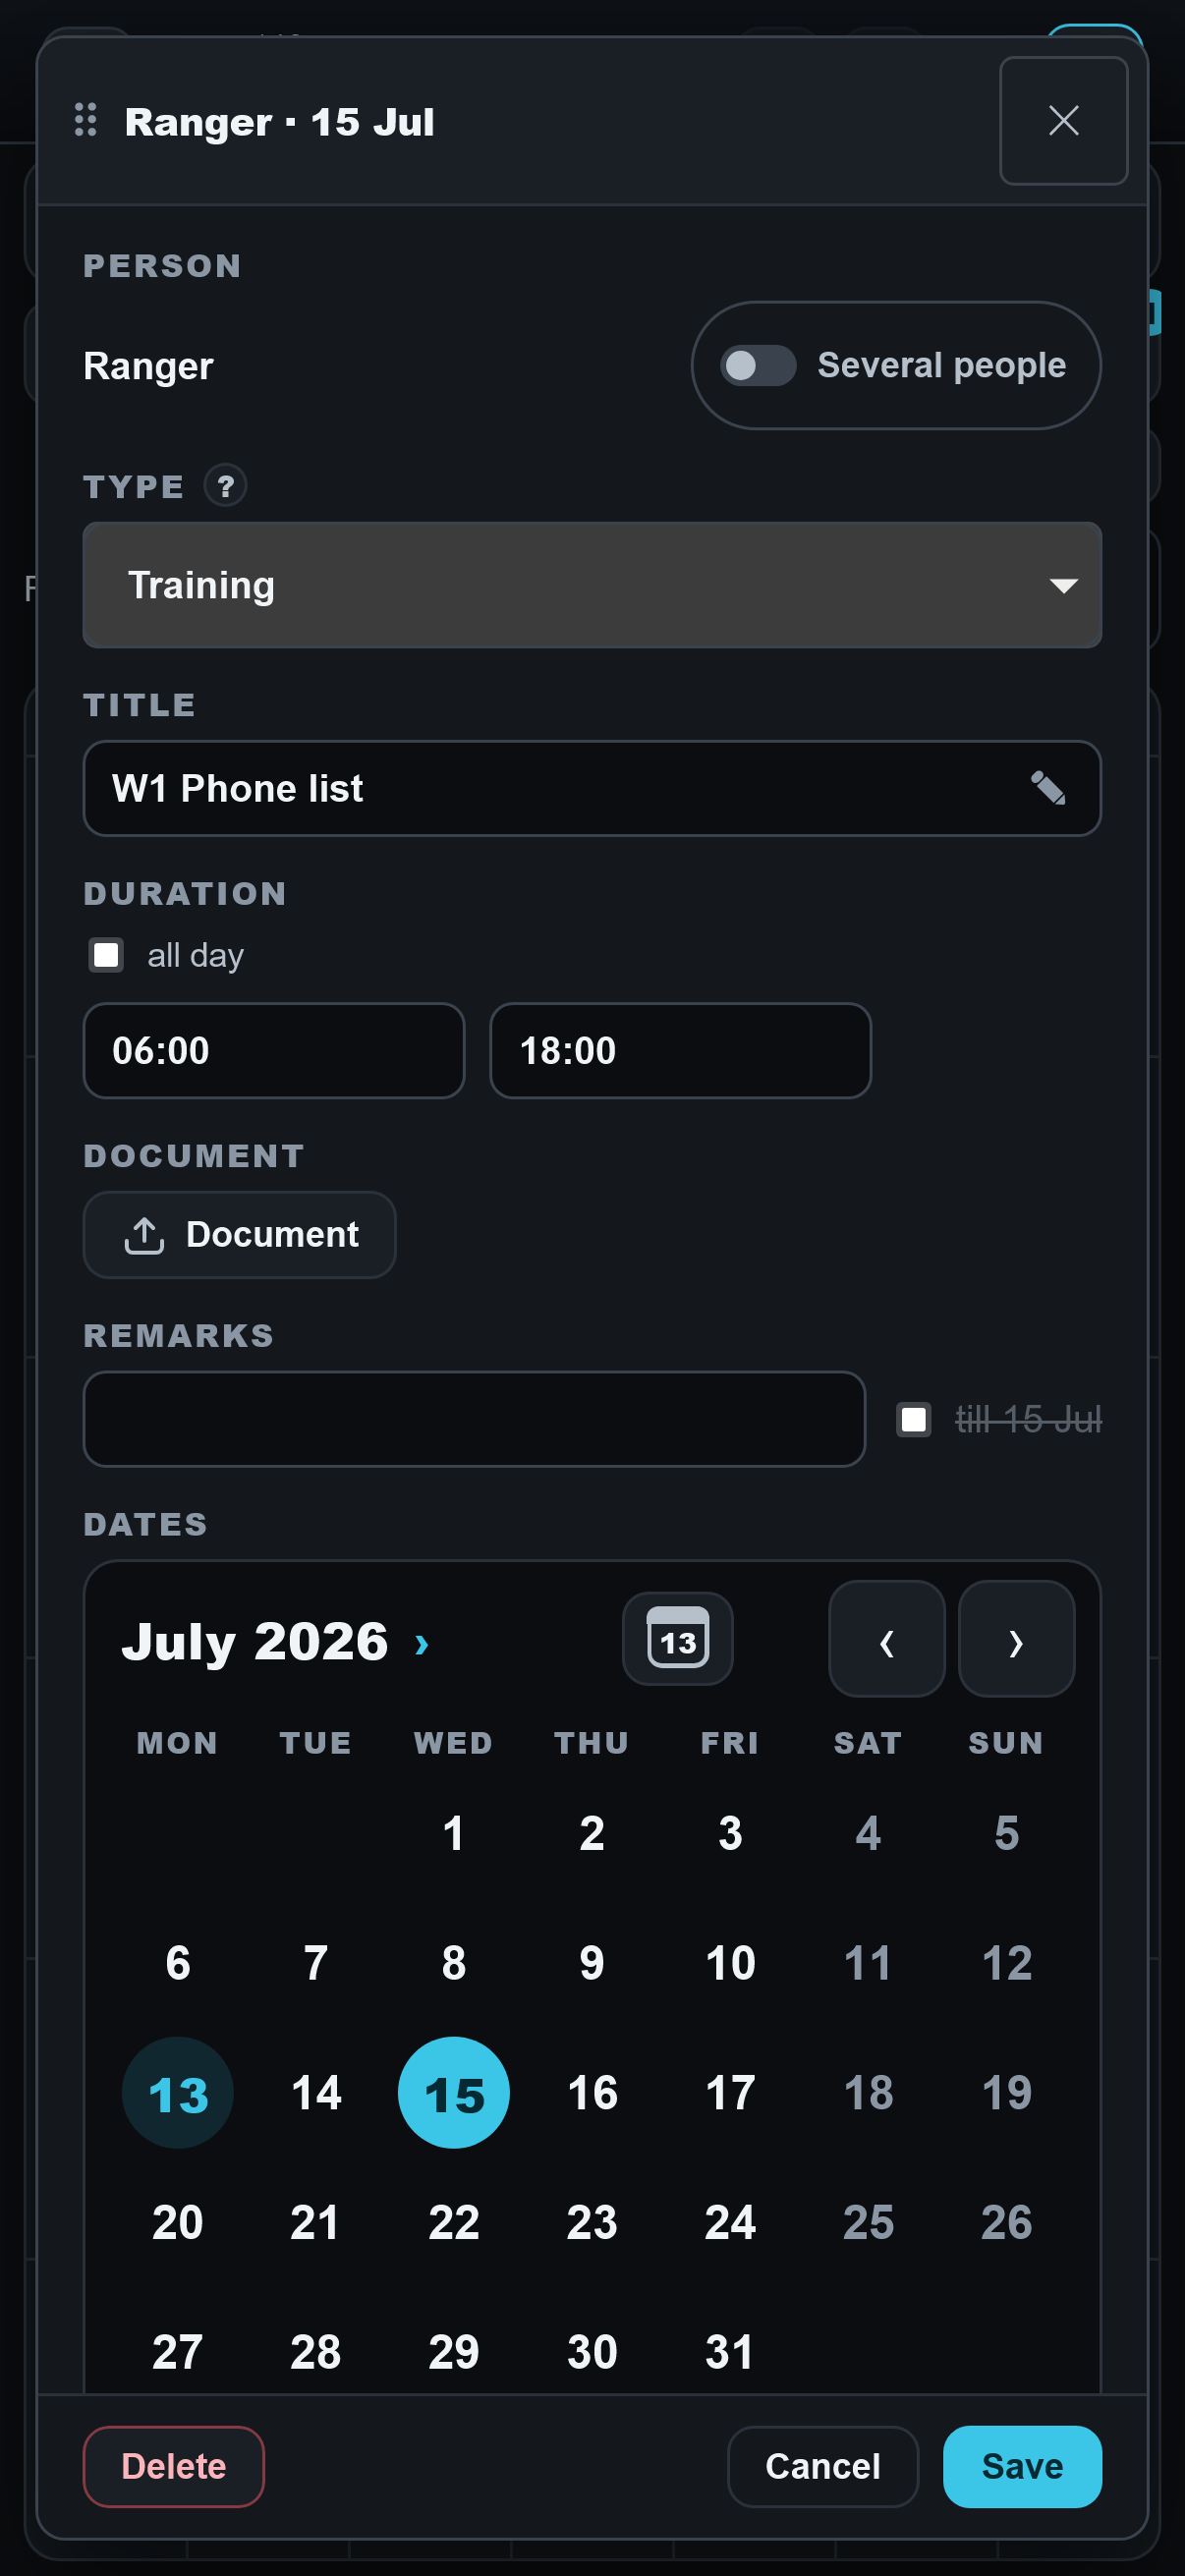 Ranger · 15 Jul
PERSON
Ranger
Several people
TYPE ?
Training
TITLE
W1 Phone list
DURATION
all day
06:00 18:00
DOCUMENT
Document
REMARKS
till 15 Jul
DATES
July 2026 › 13 ‹ ›
MON TUE WED THU FRI SAT SUN
1 2 3 4 5
6 7 8 9 10 11 12
13 14 15 16 17 18 19
20 21 22 23 24 25 26
27 28 29 30 31
Delete Cancel Save